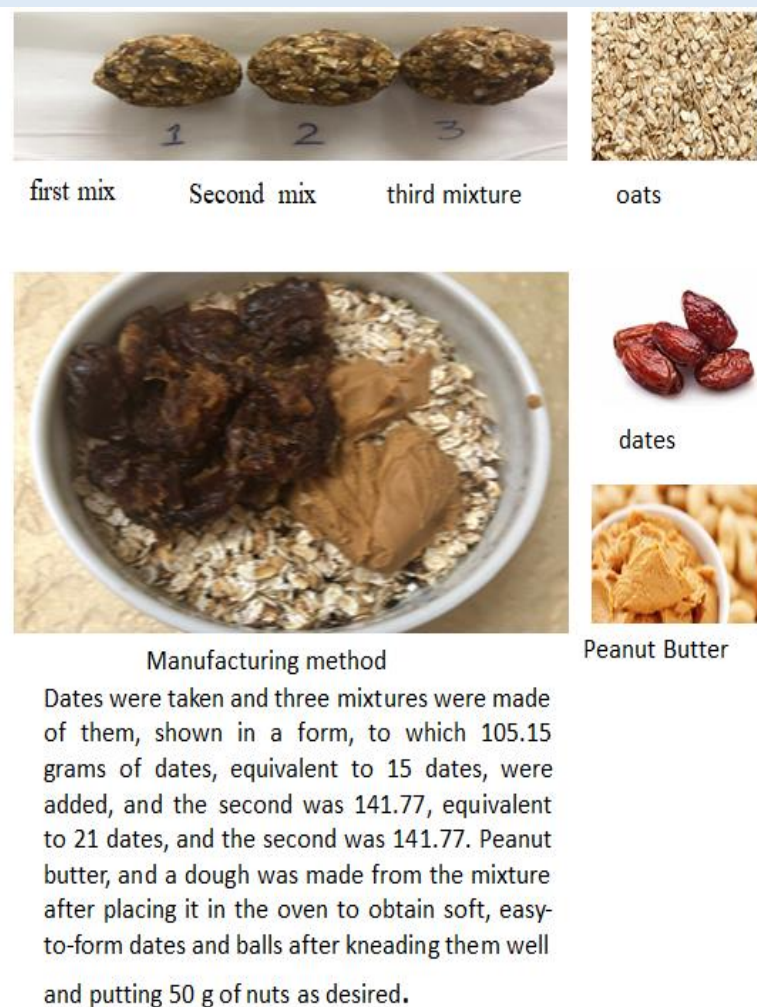 1 2 3
first mix Second mix third mixture oats
dates
Peanut Butter
Manufacturing method
Dates were taken and three mixtures were made
of them, shown in a form, to which 105.15
grams of dates, equivalent to 15 dates, were
added, and the second was 141.77, equivalent
to 21 dates, and the second was 141.77. Peanut
butter, and a dough was made from the mixture
after placing it in the oven to obtain soft, easy-
to-form dates and balls after kneading them well
and putting 50 g of nuts as desired.